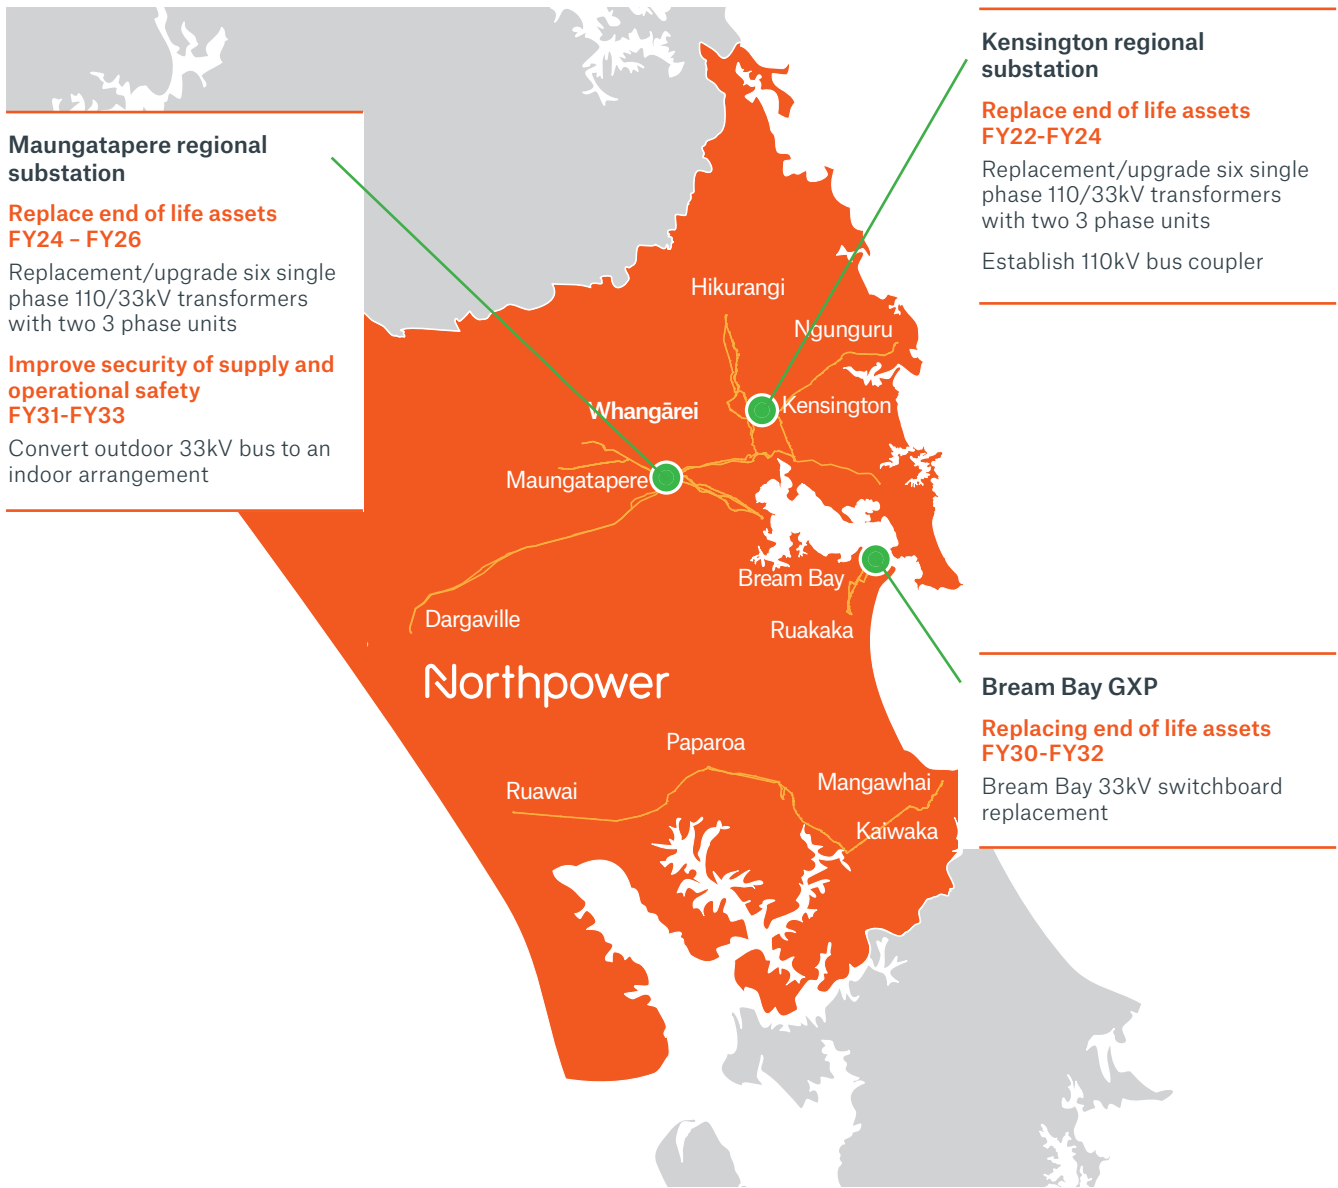 Maungatapere regional
substation
Replace end of life assets
FY24 – FY26
Replacement/upgrade six single
phase 110/33kV transformers
with two 3 phase units
Improve security of supply and
operational safety
FY31-FY33
Convert outdoor 33kV bus to an
indoor arrangement
Kensington regional
substation
Replace end of life assets
FY22-FY24
Replacement/upgrade six single
phase 110/33kV transformers
with two 3 phase units
Establish 110kV bus coupler
Hikurangi
Ngunguru
Whangārei
Kensington
Maungatapere
Bream Bay
Dargaville
Ruakaka
Northpower
Paparoa
Ruawai
Mangawhai
Kaiwaka
Bream Bay GXP
Replacing end of life assets
FY30-FY32
Bream Bay 33kV switchboard
replacement